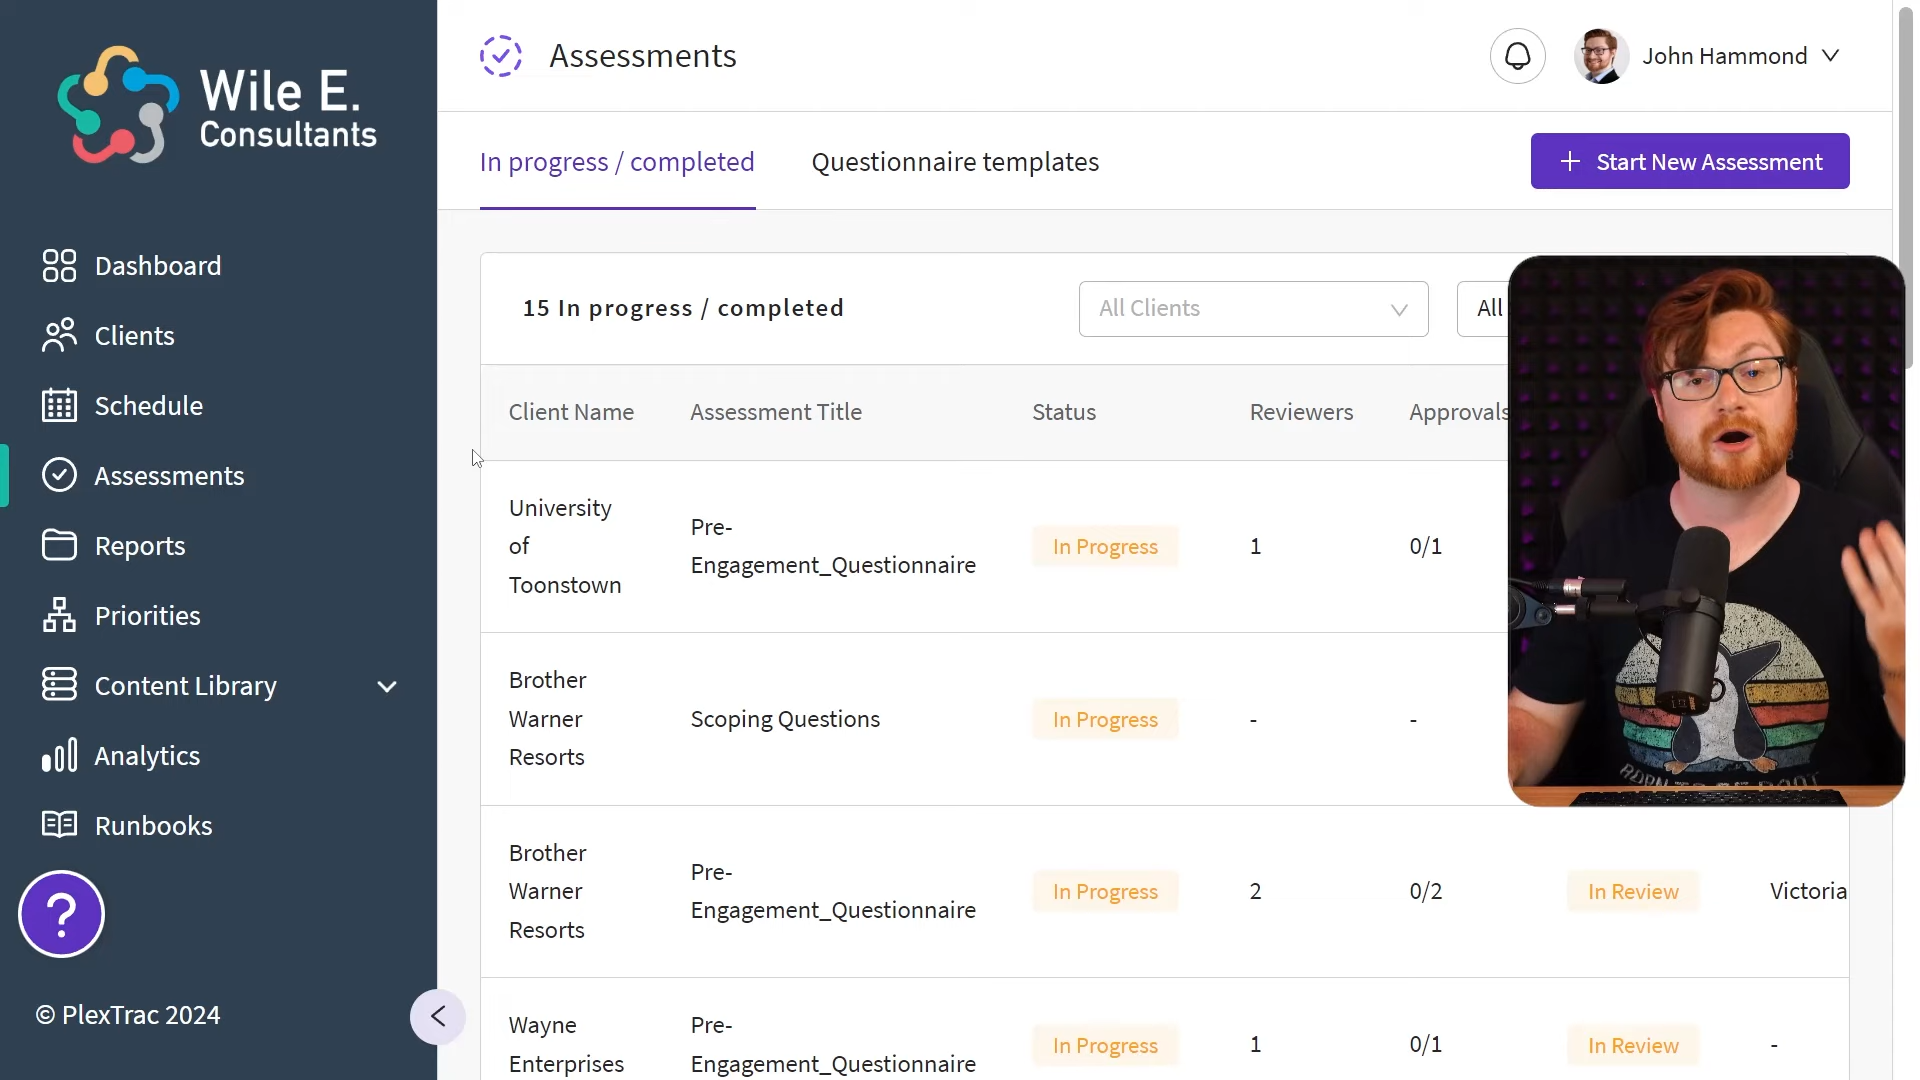 Wile E.
Consultants
Dashboard
Clients
Schedule
Assessments
Reports
Priorities
Content Library
Analytics
Runbooks
?
© PlexTrac 2024
Assessments
John Hammond
In progress / completed
Questionnaire templates
+ Start New Assessment
15 In progress / completed
All Clients
All
Client Name
Assessment Title
Status
Reviewers
Approvals
University
of
Toonstown
Pre-
Engagement_Questionnaire
In Progress
1
0/1
Brother
Warner
Resorts
Scoping Questions
In Progress
-
-
Brother
Warner
Resorts
Pre-
Engagement_Questionnaire
In Progress
2
0/2
In Review
Victoria
Wayne
Enterprises
Pre-
Engagement_Questionnaire
In Progress
1
0/1
In Review
-